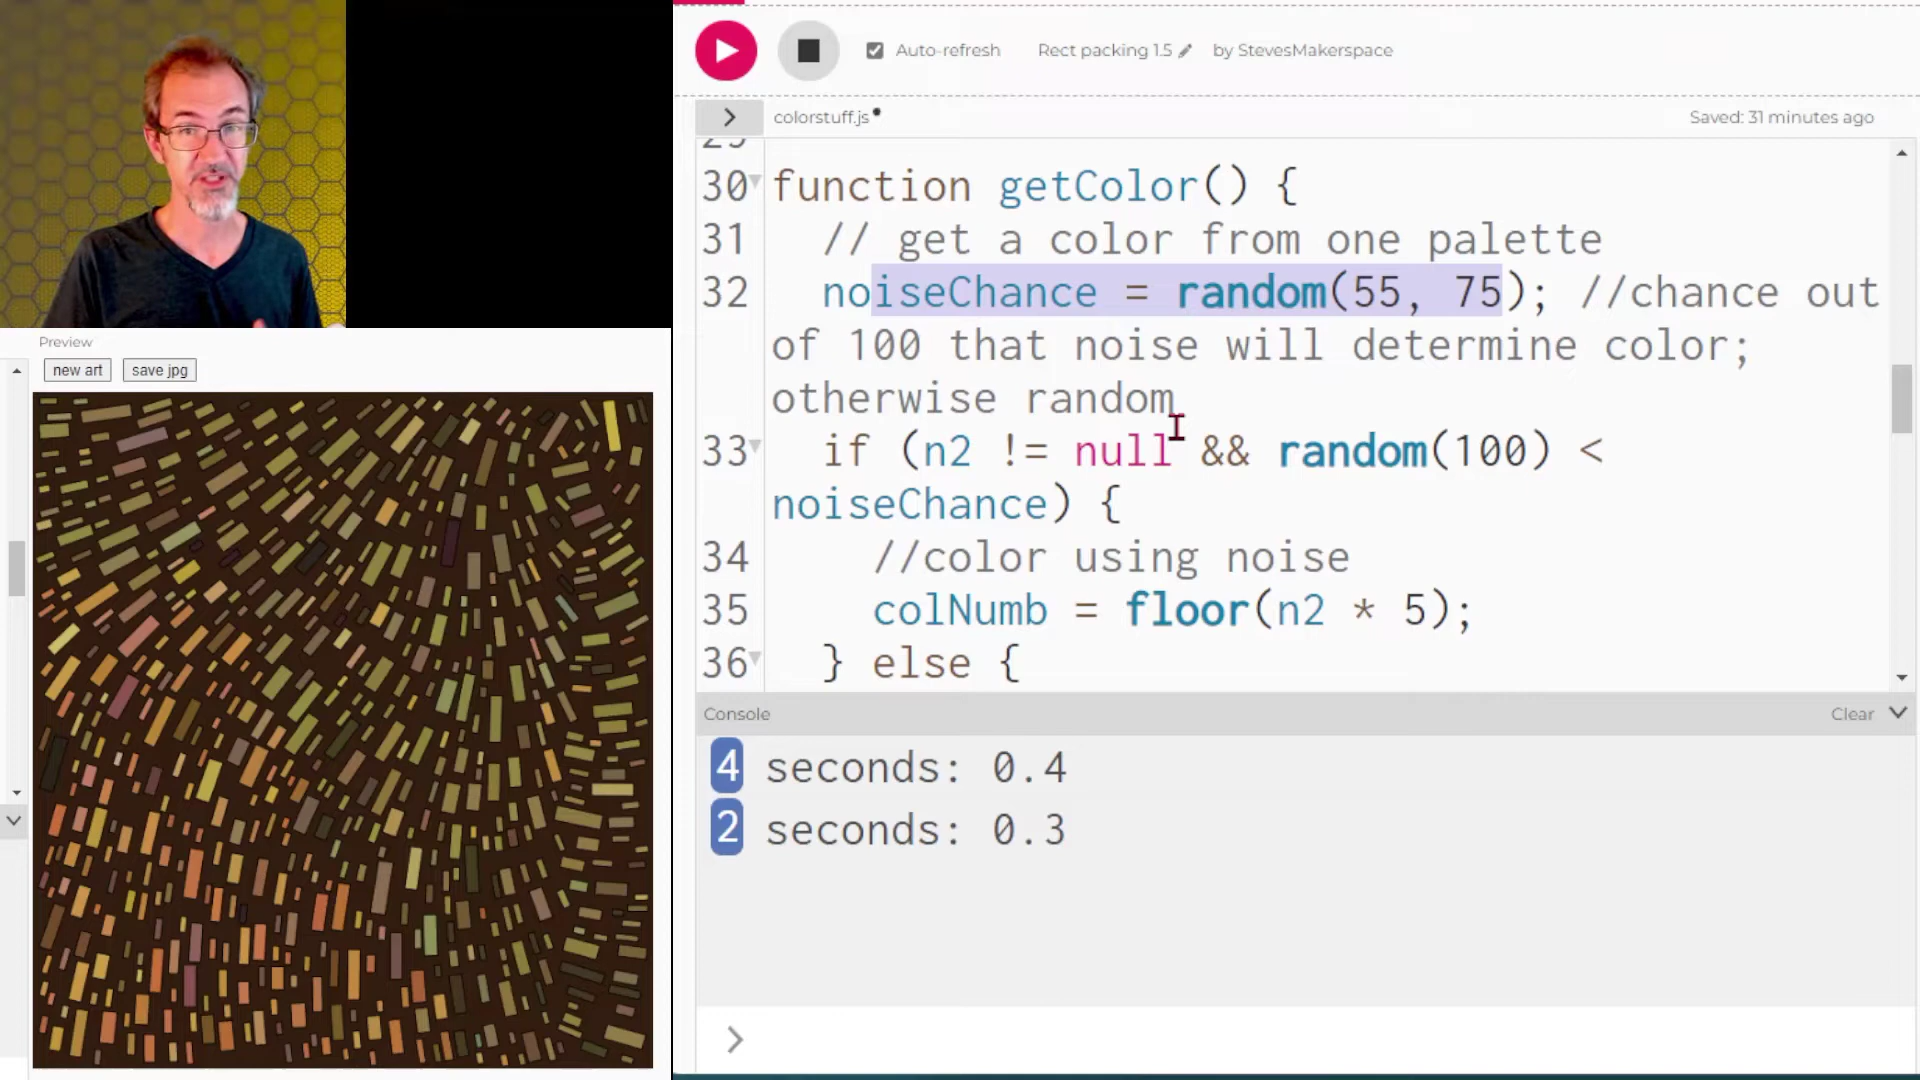 Auto-refresh Rect packing 1.5 by StevesMakerspace
colorstuff.js Saved: 31 minutes ago
30 function getColor() {
31 // get a color from one palette
32 noiseChance = random(55, 75); //chance out
of 100 that noise will determine color;
otherwise random
33 if (n2 != null && random(100) <
noiseChance) {
34 //color using noise
35 colNumb = floor(n2 * 5);
36 } else {
Console Clear
4 seconds: 0.4
2 seconds: 0.3
>
Preview
new art save jpg